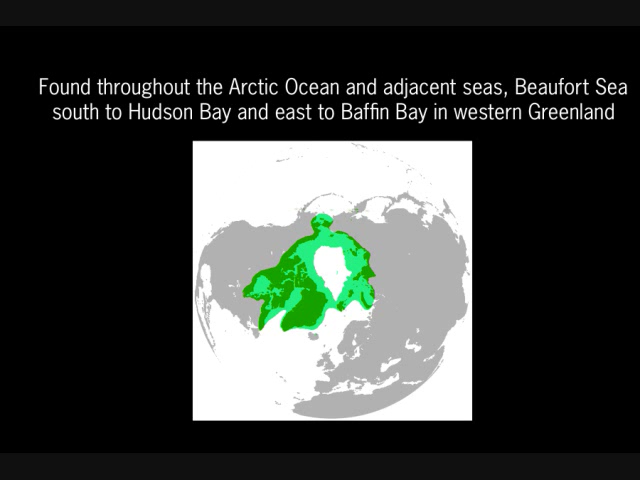 Found throughout the Arctic Ocean and adjacent seas, Beaufort Sea
south to Hudson Bay and east to Baffin Bay in western Greenland